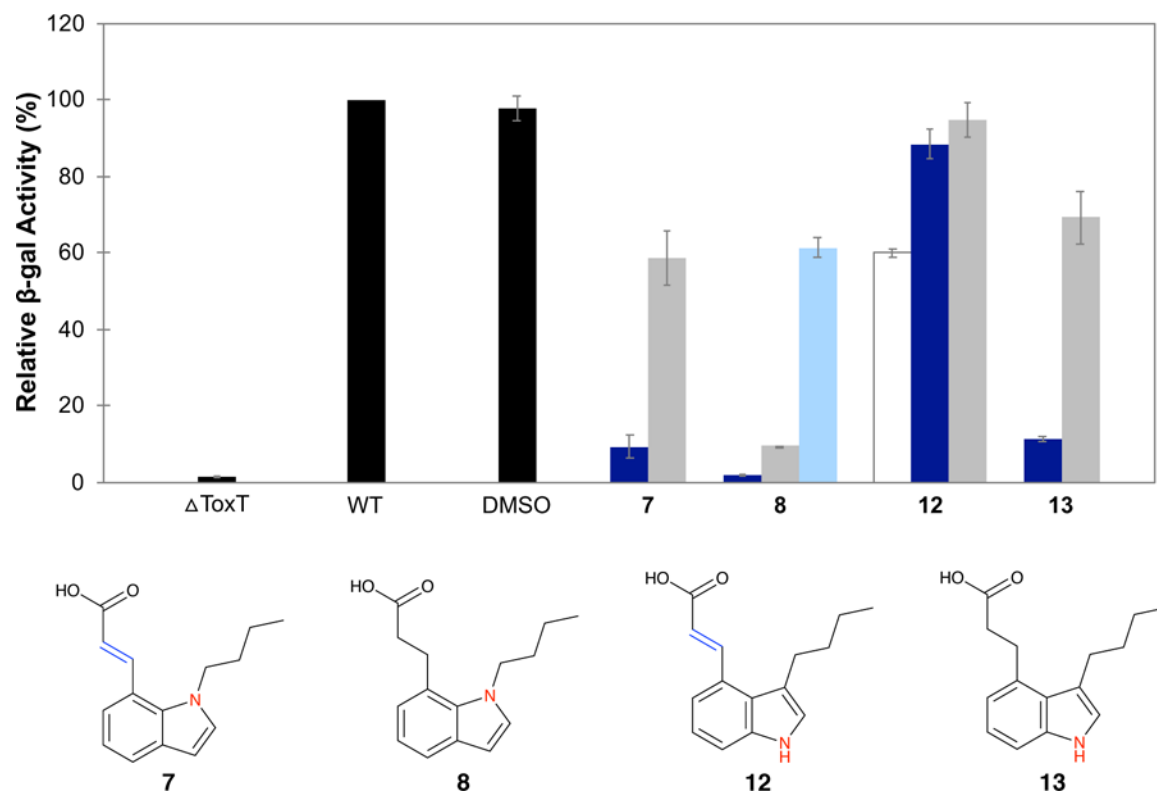 Relative β-gal Activity (%)
120
100
80
60
40
20
0
△ToxT WT DMSO 7 8 12 13
HO O
N
7
HO O
N
8
HO O
N
H
12
HO O
N
H
13